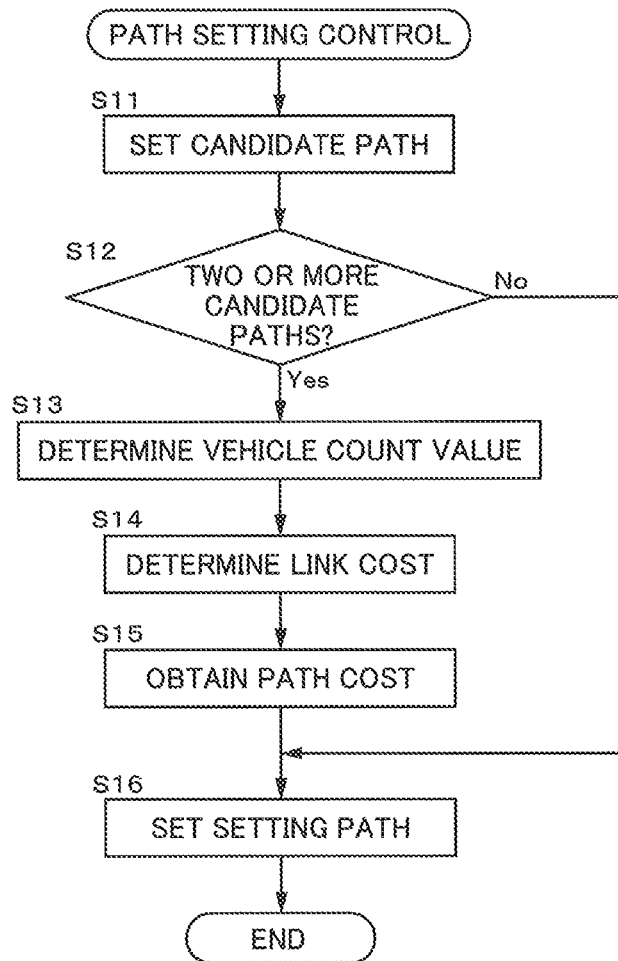 PATH SETTING CONTROL
S11
SET CANDIDATE PATH
S12
TWO OR MORE
CANDIDATE
PATHS?
No
Yes
S13
DETERMINE VEHICLE COUNT VALUE
S14
DETERMINE LINK COST
S15
OBTAIN PATH COST
S16
SET SETTING PATH
END